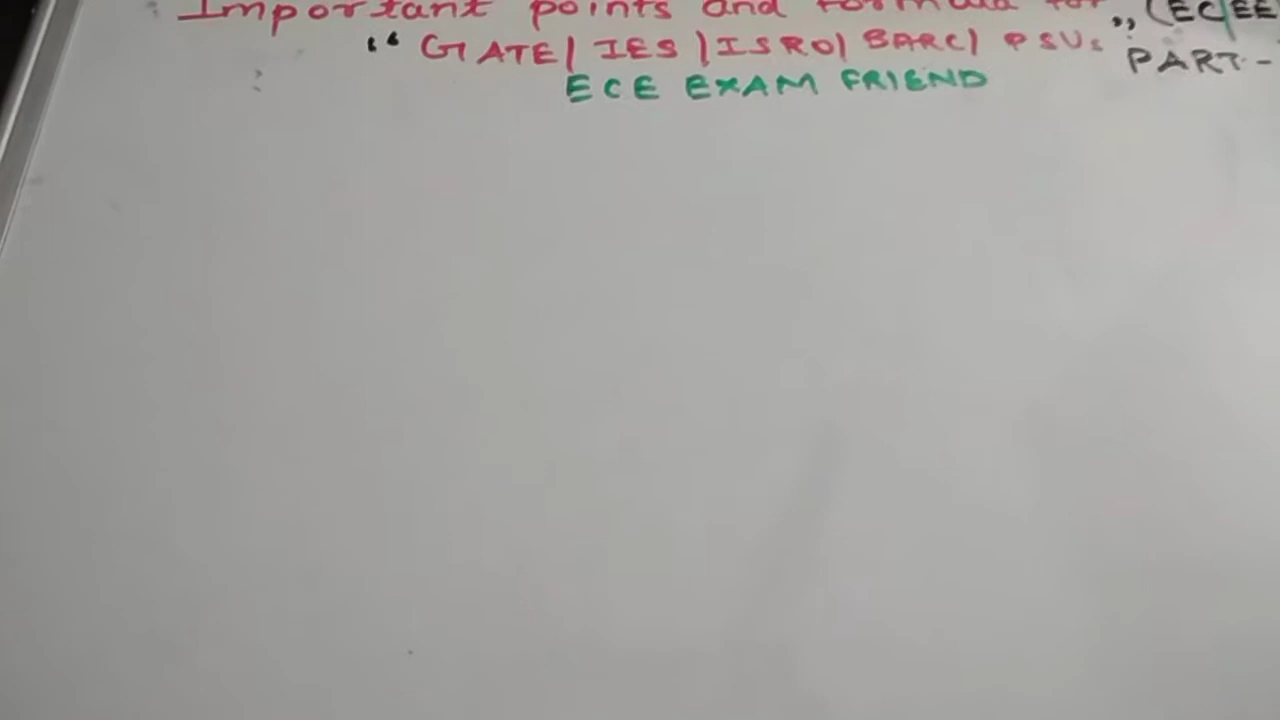 Important points and formula for
“ GATE | IES | ISRO | BARC | PSUs ” (EC/EE
PART -
ECE EXAM FRIEND